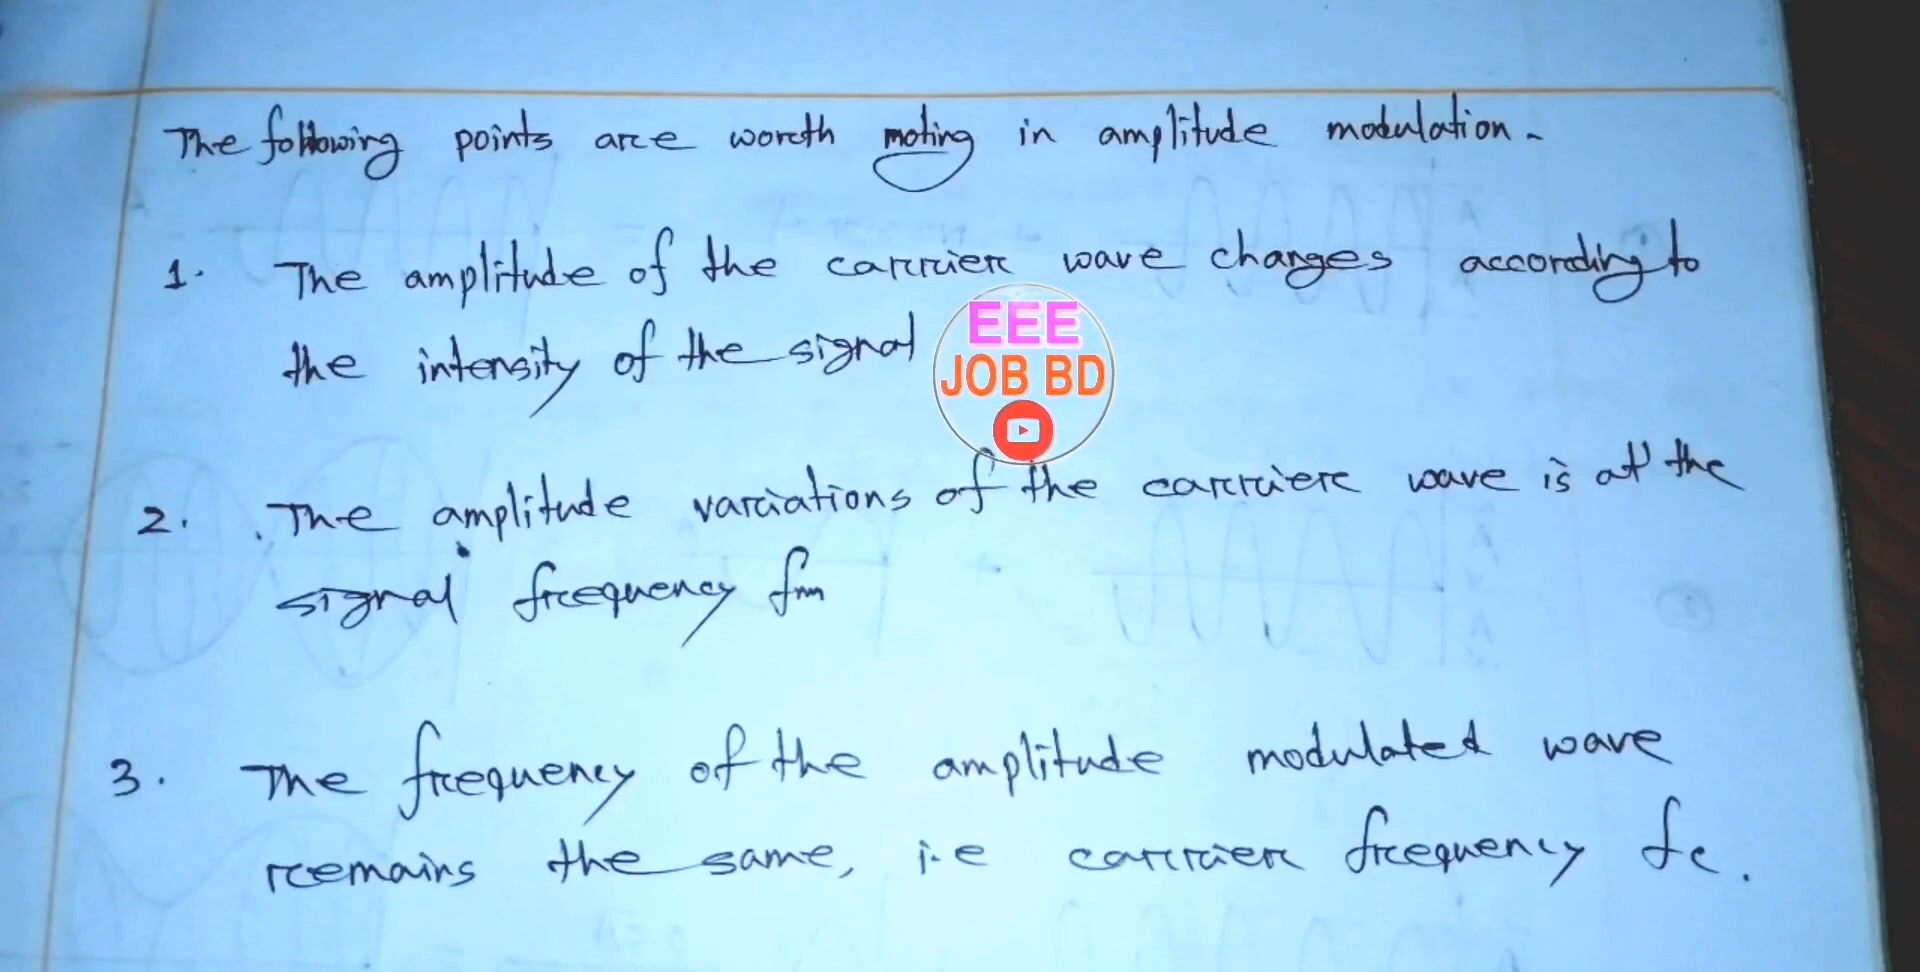 The following points are worth moting in amplitude modulation -
1. The amplitude of the carrier wave changes according to
the intensity of the signal
EEE
JOB BD
2. The amplitude variations of the carrier wave is at the
signal frequency fm
3. The frequency of the amplitude modulated wave
remains the same, i.e carrier frequency fc.